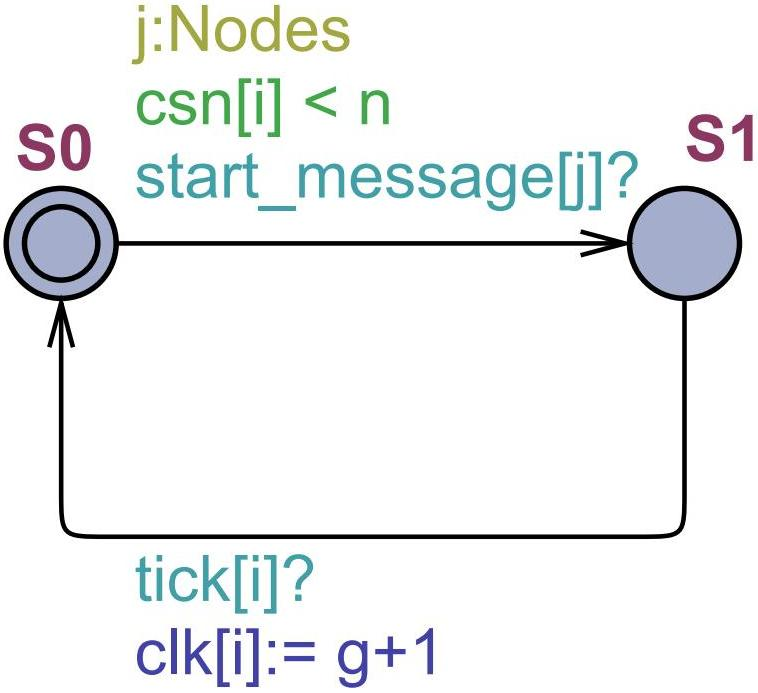 j:Nodes
csn[i] < n
S0
S1
start_message[j]?
tick[i]?
clk[i]:= g+1